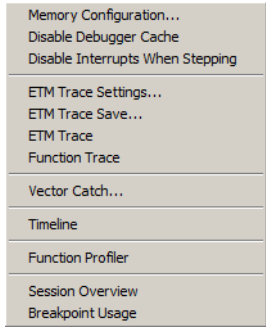 Memory Configuration...
Disable Debugger Cache
Disable Interrupts When Stepping
ETM Trace Settings...
ETM Trace Save...
ETM Trace
Function Trace
Vector Catch...
Timeline
Function Profiler
Session Overview
Breakpoint Usage